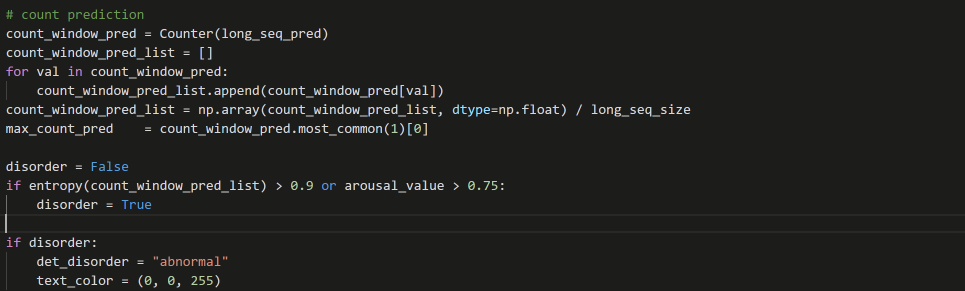 # count prediction
count_window_pred = Counter(long_seq_pred)
count_window_pred_list = []
for val in count_window_pred:
    count_window_pred_list.append(count_window_pred[val])
count_window_pred_list = np.array(count_window_pred_list, dtype=np.float) / long_seq_size
max_count_pred    = count_window_pred.most_common(1)[0]

disorder = False
if entropy(count_window_pred_list) > 0.9 or arousal_value > 0.75:
    disorder = True

if disorder:
    det_disorder = "abnormal"
    text_color = (0, 0, 255)